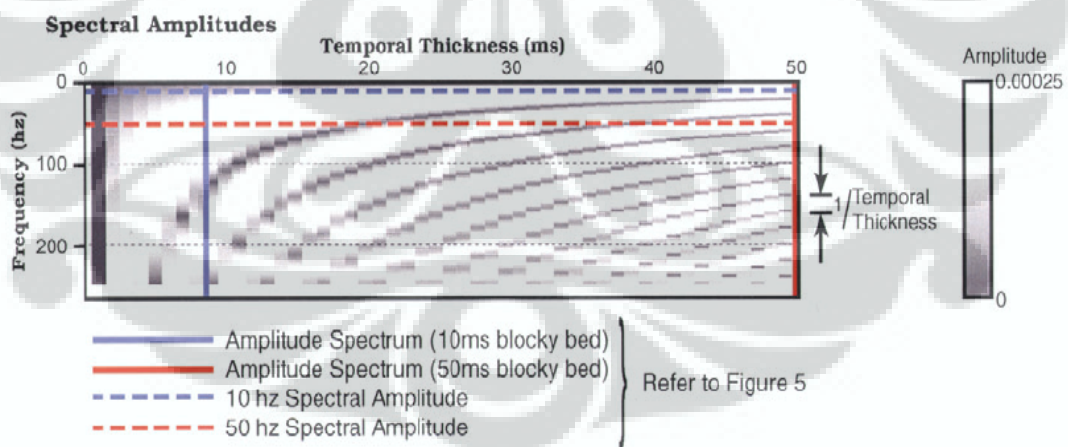 Spectral Amplitudes
Temporal Thickness (ms)
0 10 20 30 40 50
Frequency (hz)
0
100
200
1/Temporal
Thickness
Amplitude
0.00025
0
Amplitude Spectrum (10ms blocky bed)
Amplitude Spectrum (50ms blocky bed)
10 hz Spectral Amplitude
50 hz Spectral Amplitude
Refer to Figure 5